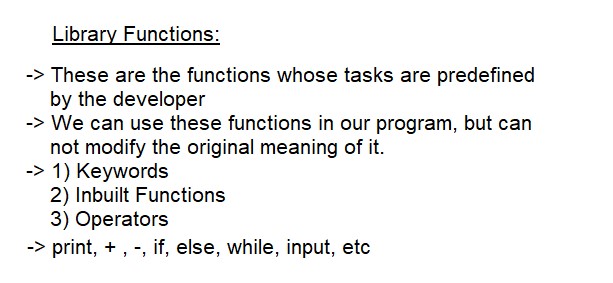 Library Functions:
-> These are the functions whose tasks are predefined
by the developer
-> We can use these functions in our program, but can
not modify the original meaning of it.
-> 1) Keywords
2) Inbuilt Functions
3) Operators
-> print, + , -, if, else, while, input, etc